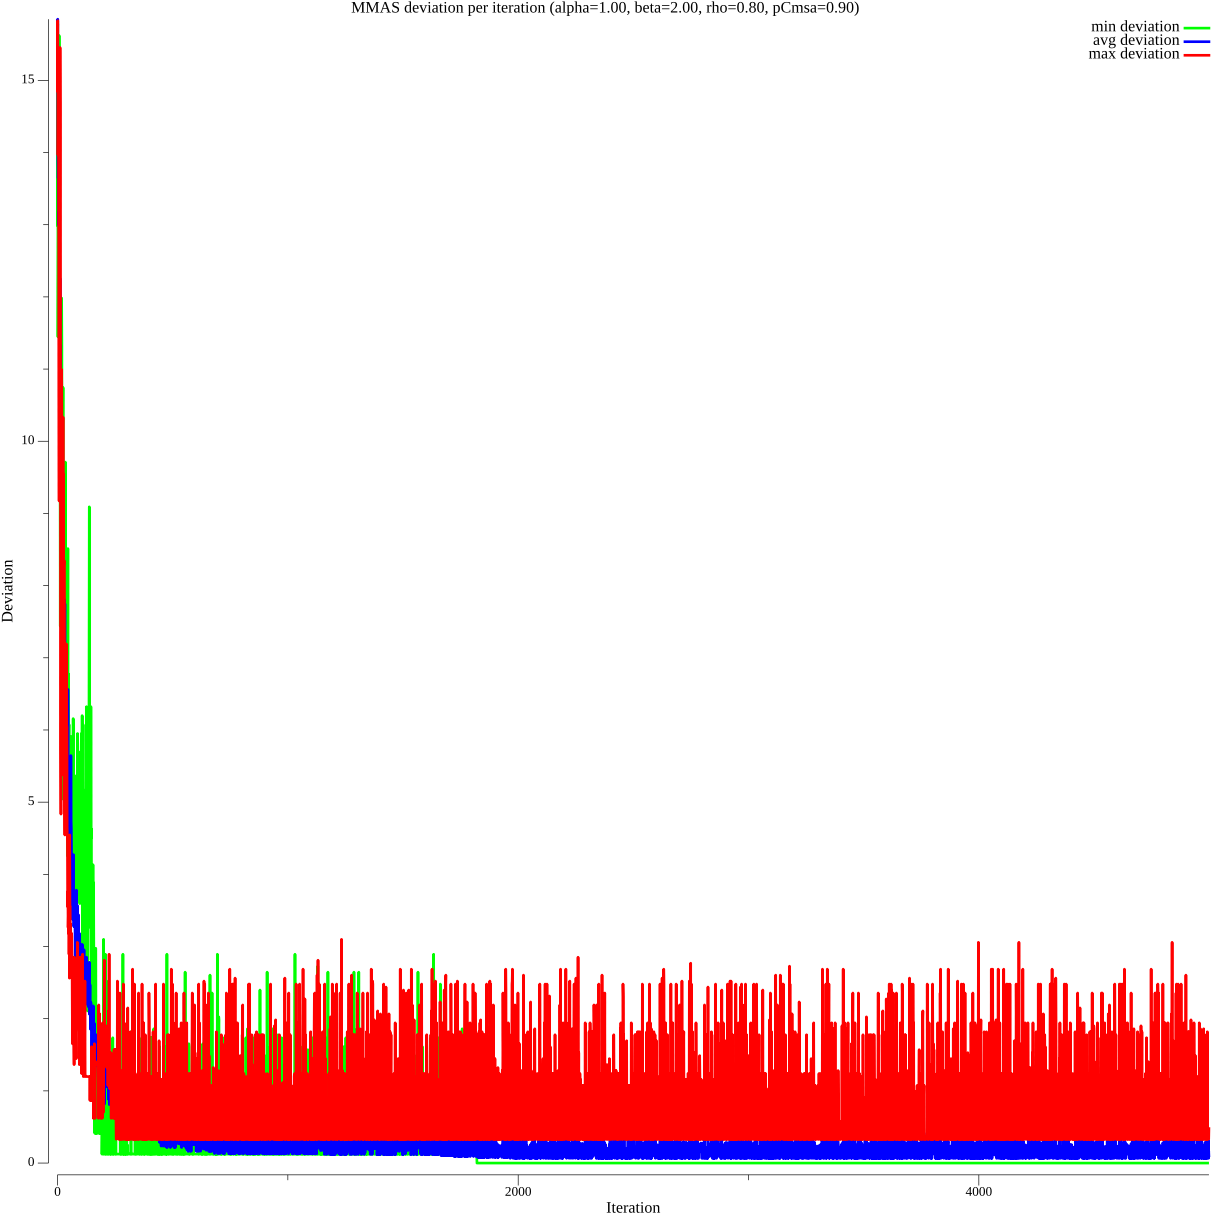 MMAS deviation per iteration (alpha=1.00, beta=2.00, rho=0.80, pCmsa=0.90)
min deviation
avg deviation
max deviation
15
10
5
0
Deviation
0 2000 4000
Iteration